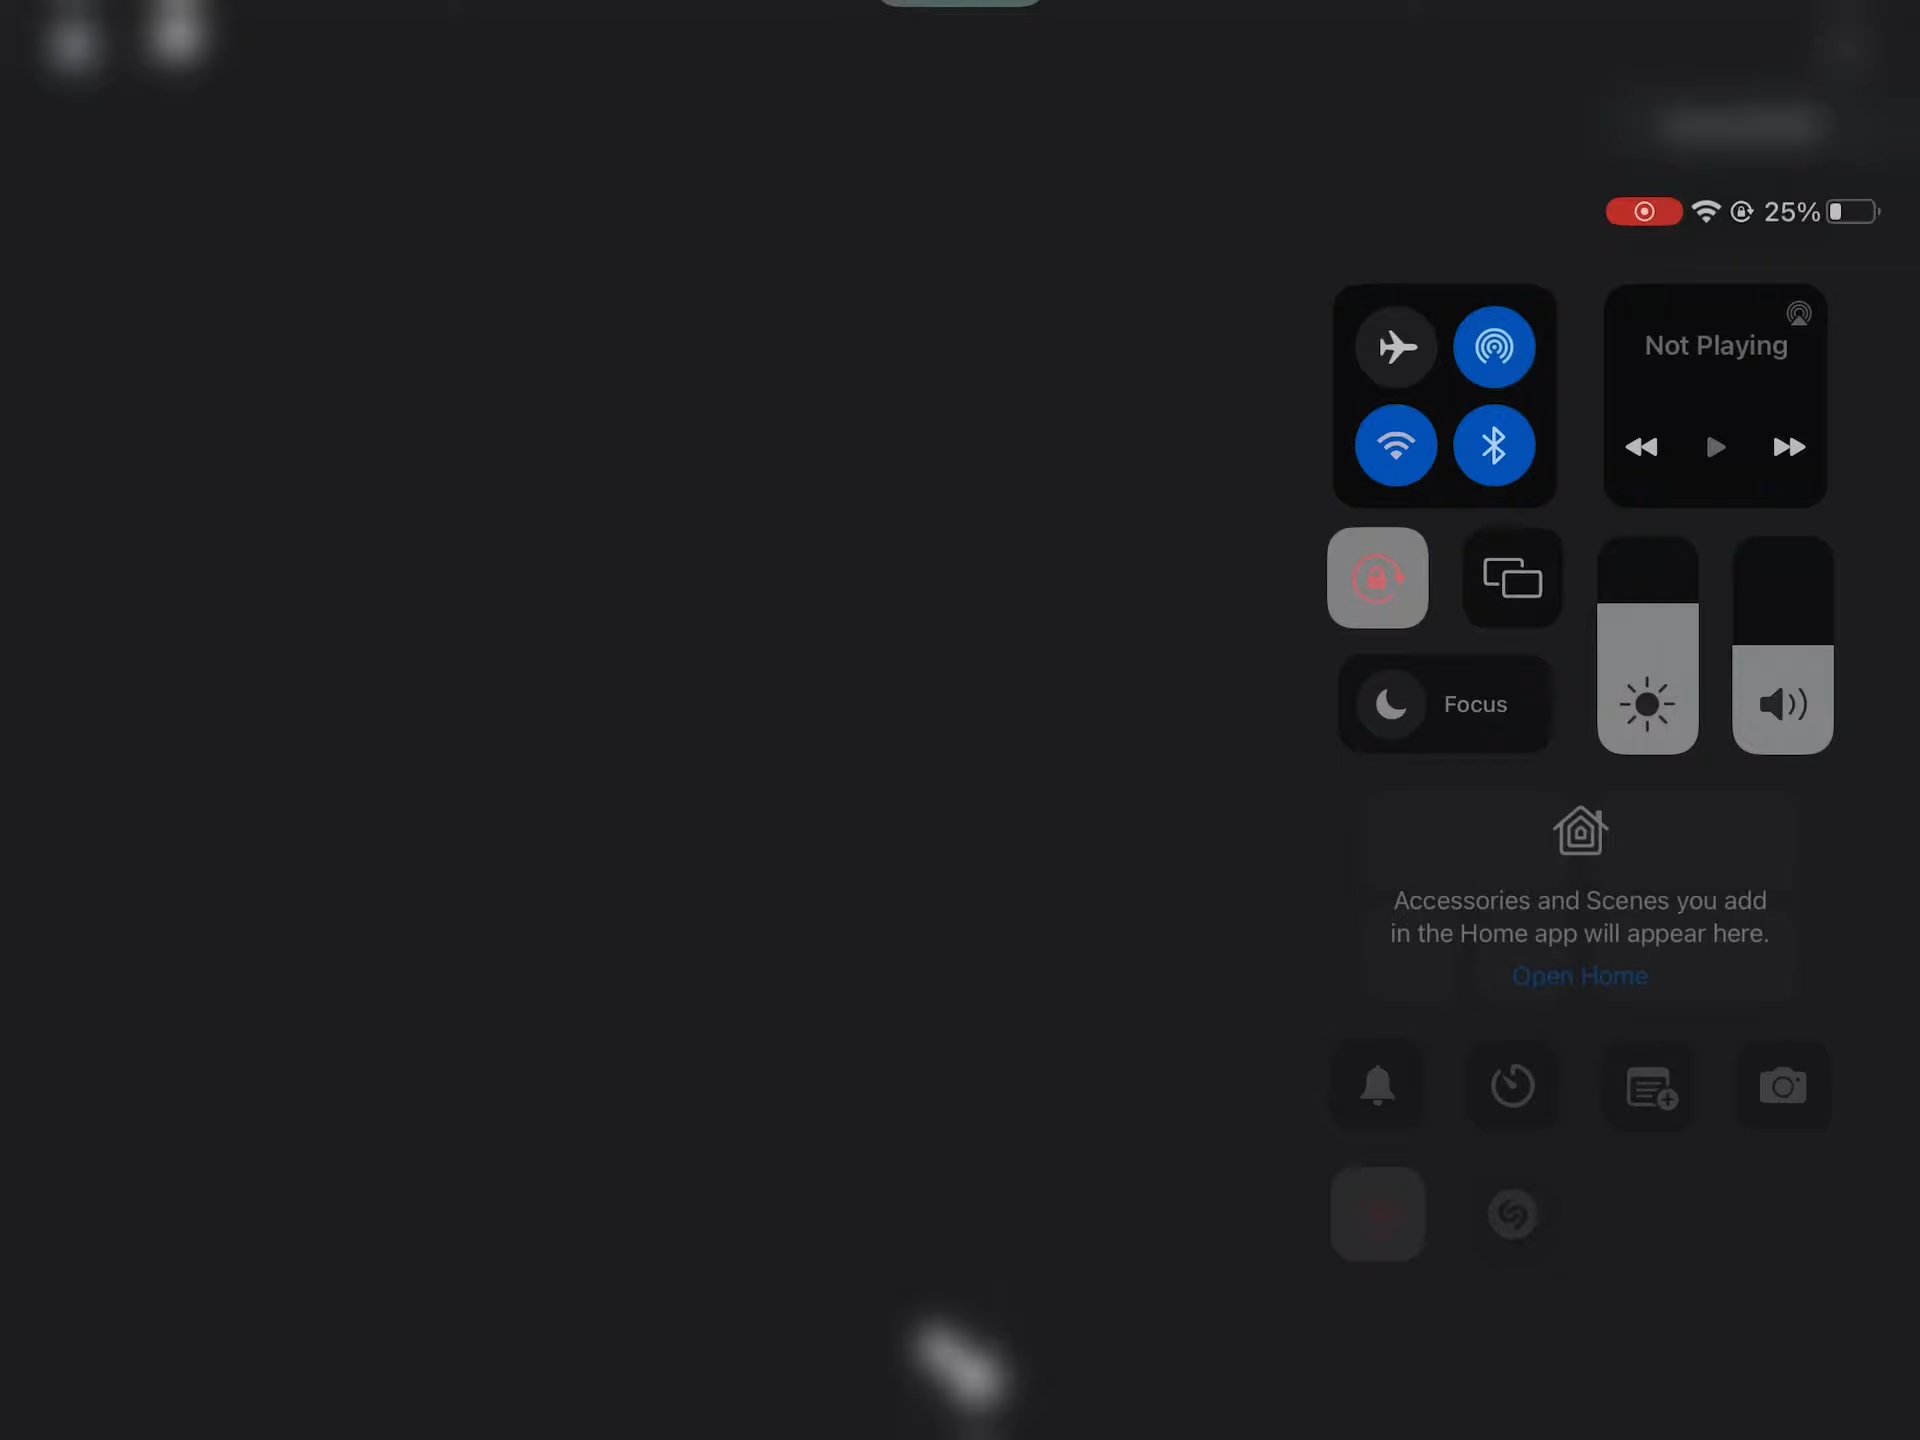 25%
Not Playing
Focus
Accessories and Scenes you add
in the Home app will appear here.
Open Home